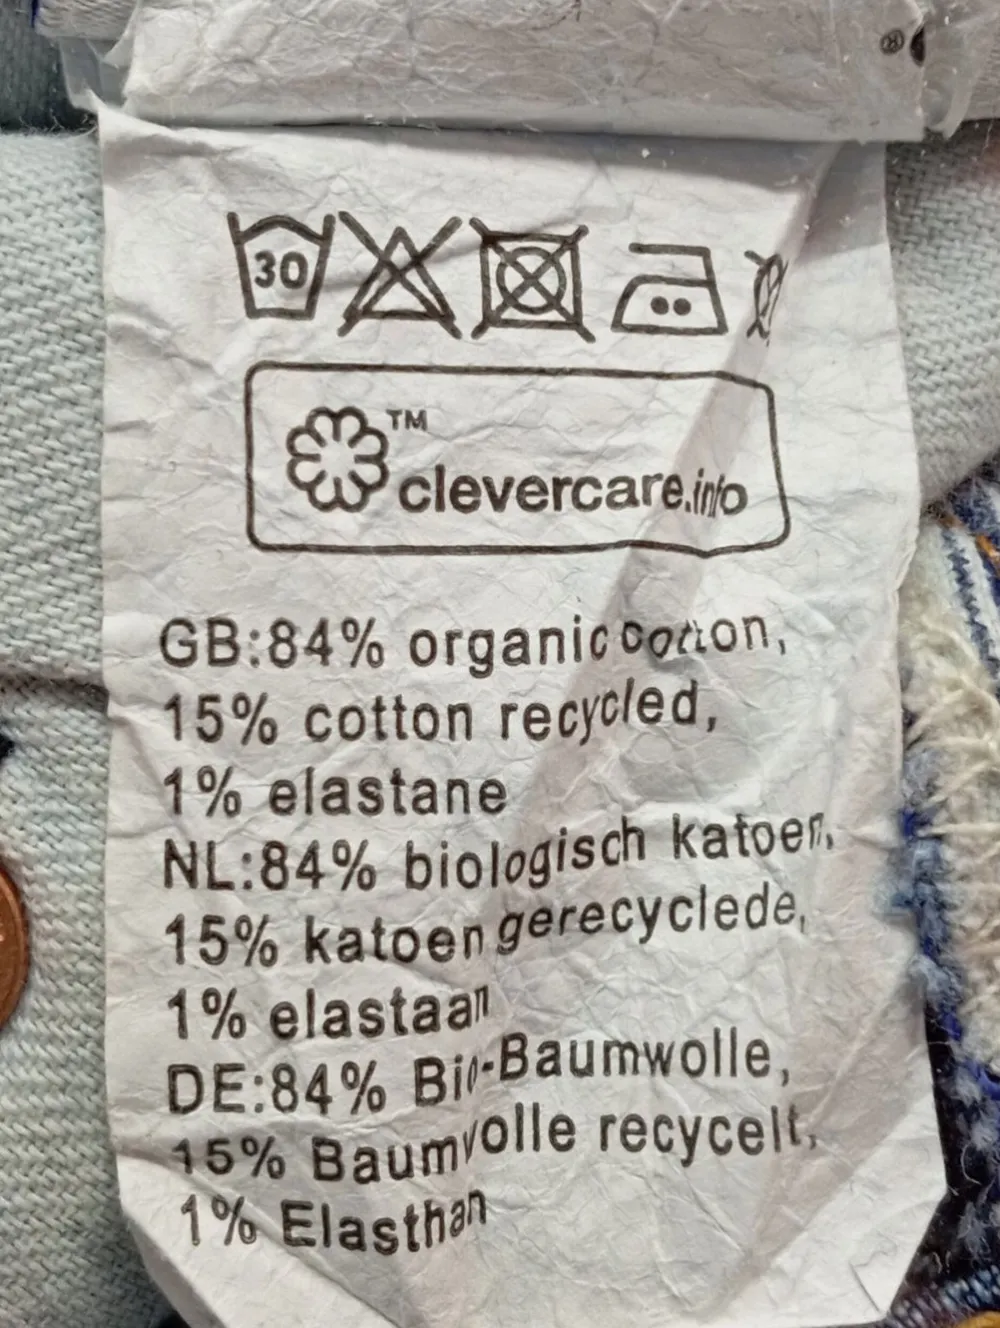 ®
30
TM
clevercare.info
GB:84% organic cotton,
15% cotton recycled,
1% elastane
NL:84% biologisch katoen,
15% katoen gerecyclede,
1% elastaan
DE:84% Bio-Baumwolle,
15% Baumwolle recycelt,
1% Elasthan